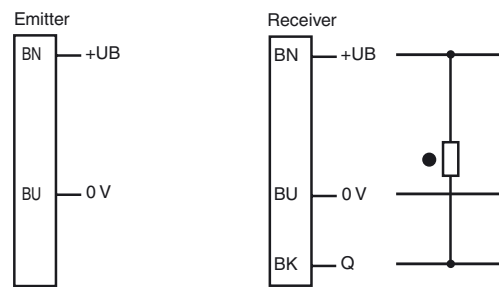 Emitter
BN +UB
BU 0 V
Receiver
BN +UB
BU 0 V
BK Q